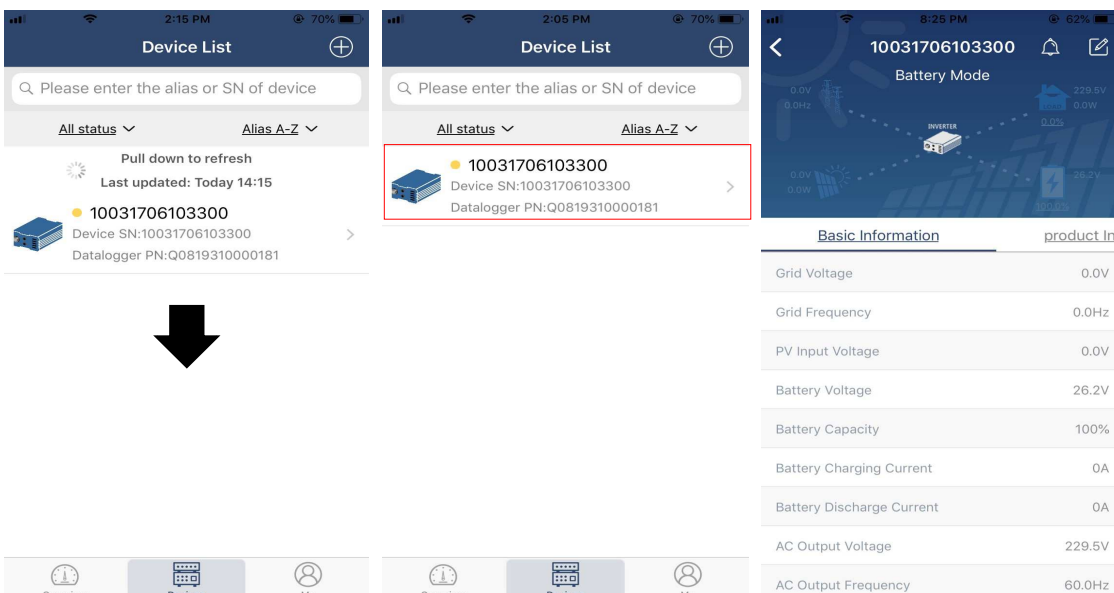 2:15 PM
70%
Device List
Please enter the alias or SN of device
All status
Alias A-Z
Pull down to refresh
Last updated: Today 14:15
10031706103300
Device SN:10031706103300
Datalogger PN:Q0819310000181
2:05 PM
70%
Device List
Please enter the alias or SN of device
All status
Alias A-Z
10031706103300
Device SN:10031706103300
Datalogger PN:Q0819310000181
8:25 PM
62%
10031706103300
Battery Mode
0.0V
0.0Hz
229.5V
0.0W
LOAD
0.0%
INVERTER
0.0V
0.0W
26.2V
100.0%
Basic Information
product In
Grid Voltage 0.0V
Grid Frequency 0.0Hz
PV Input Voltage 0.0V
Battery Voltage 26.2V
Battery Capacity 100%
Battery Charging Current 0A
Battery Discharge Current 0A
AC Output Voltage 229.5V
AC Output Frequency 60.0Hz